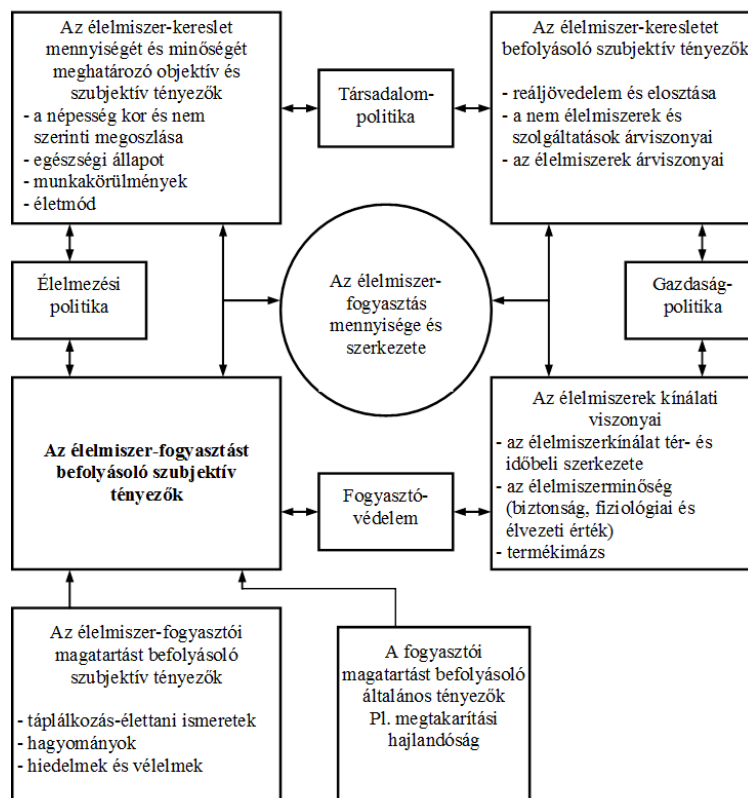 Az élelmiszer-kereslet
mennyiségét és minőségét
meghatározó objektív és
szubjektív tényezők
- a népesség kor és nem
szerinti megoszlása
- egészségi állapot
- munkakörülmények
- életmód
Társadalom-
politika
Az élelmiszer-keresletet
befolyásoló szubjektív tényezők
- reáljövedelem és elosztása
- a nem élelmiszerek és
szolgáltatások árviszonyai
- az élelmiszerek árviszonyai
Élelmezési
politika
Az élelmiszer-
fogyasztás
mennyisége és
szerkezete
Gazdaság-
politika
Az élelmiszer-fogyasztást
befolyásoló szubjektív
tényezők
Fogyasztó-
védelem
Az élelmiszerek kínálati
viszonyai
- az élelmiszerkínálat tér- és
időbeli szerkezete
- az élelmiszerminőség
(biztonság, fiziológiai és
élvezeti érték)
- termékimázs
Az élelmiszer-fogyasztói
magatartást befolyásoló
szubjektív tényezők
- táplálkozás-élettani ismeretek
- hagyományok
- hiedelmek és vélelmek
A fogyasztói
magatartást befolyásoló
általános tényezők
Pl. megtakarítási
hajlandóság